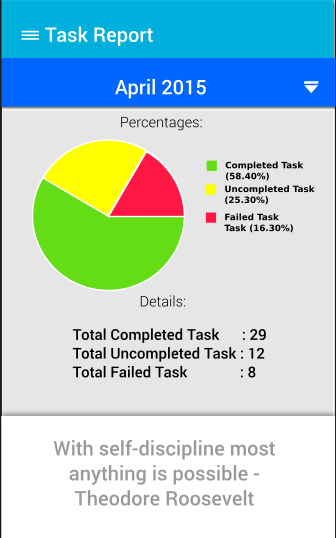 Task Report
April 2015
Percentages:
Completed Task
(58.40%)
Uncompleted Task
(25.30%)
Failed Task
Task (16.30%)
Details:
Total Completed Task : 29
Total Uncompleted Task : 12
Total Failed Task : 8
With self-discipline most
anything is possible -
Theodore Roosevelt